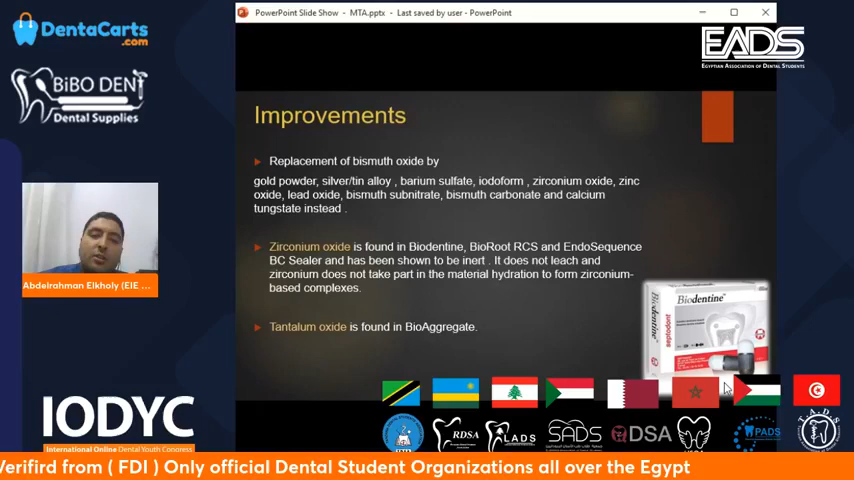 PowerPoint Slide Show - MTA.pptx - Last saved by user - PowerPoint
DentaCarts
.com
EADS
EGYPTIAN ASSOCIATION OF DENTAL STUDENTS
BiBO DENT
Dental Supplies
Improvements
Replacement of bismuth oxide by
gold powder, silver/tin alloy , barium sulfate, iodoform , zirconium oxide, zinc
oxide, lead oxide, bismuth subnitrate, bismuth carbonate and calcium
tungstate instead .
Zirconium oxide is found in Biodentine, BioRoot RCS and EndoSequence
BC Sealer and has been shown to be inert . It does not leach and
zirconium does not take part in the material hydration to form zirconium-
based complexes.
Tantalum oxide is found in BioAggregate.
Abdelrahman Elkholy (EIE ...
Biodentine
septodont
IODYC
International Online Dental Youth Congress
RDSA
LADS
SADS
QDSA
PADS
Verifird from ( FDI ) Only official Dental Student Organizations all over the Egypt